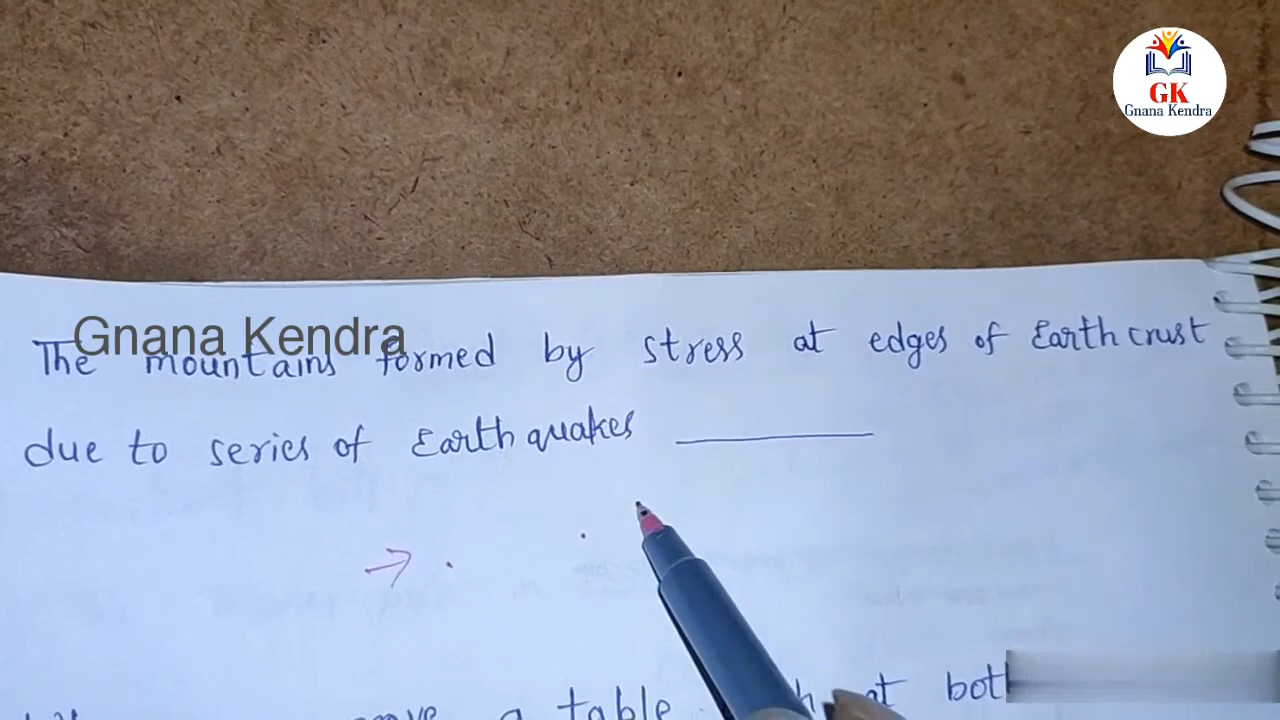 GK
Gnana Kendra
Gnana Kendra
The mountains formed by stress at edges of Earth crust
due to series of Earthquakes
a table at